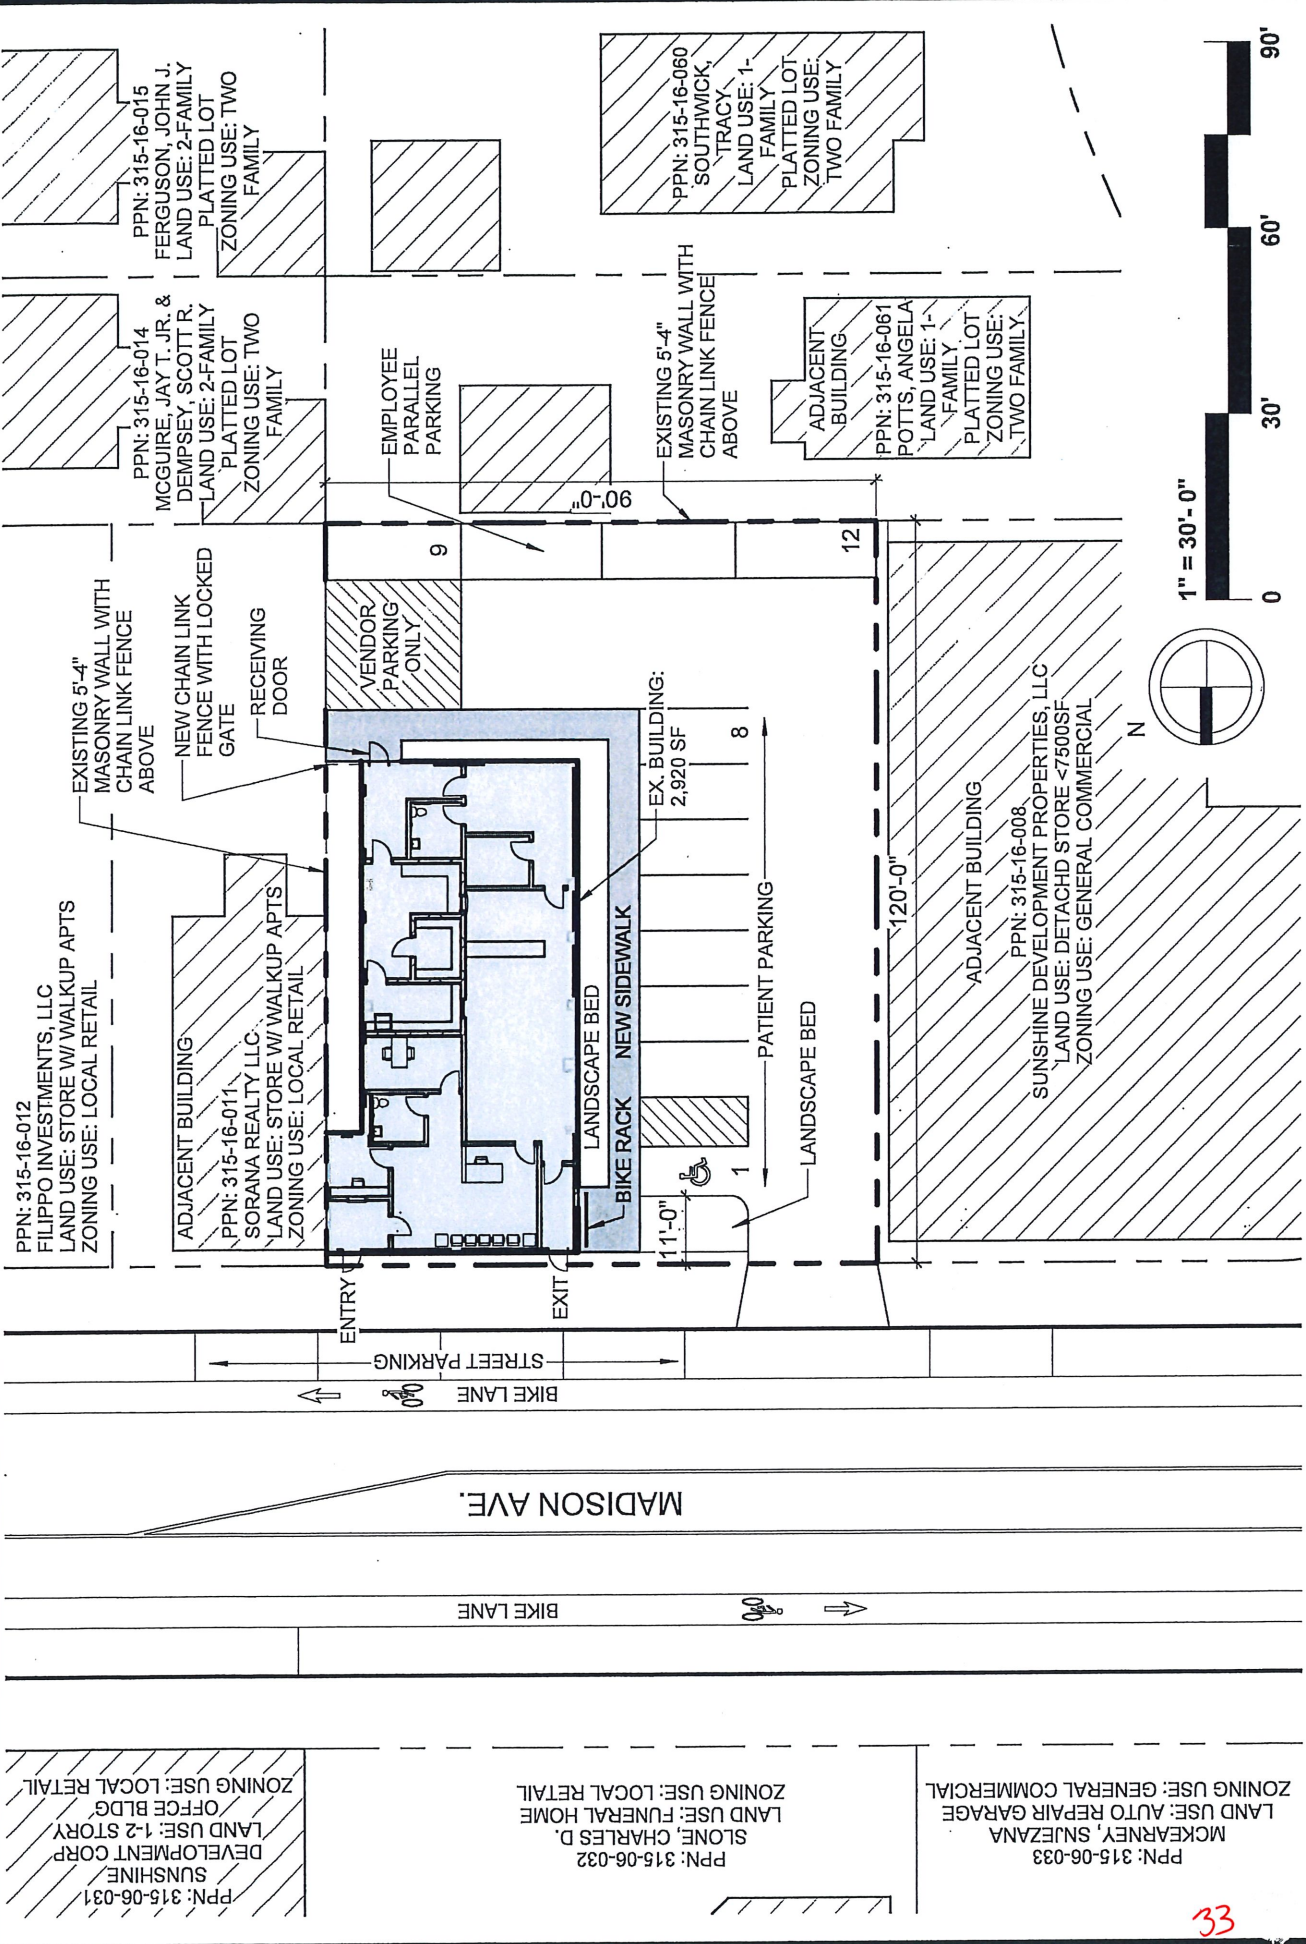 PPN: 315-16-012
FILIPPO INVESTMENTS, LLC
LAND USE: STORE W/ WALKUP APTS
ZONING USE: LOCAL RETAIL
EXISTING 5'-4"
MASONRY WALL WITH
CHAIN LINK FENCE
ABOVE
PPN: 315-16-014
MCGUIRE, JAY T. JR. &
DEMPSEY, SCOTT R.
LAND USE: 2-FAMILY
PLATTED LOT
ZONING USE: TWO
FAMILY
PPN: 315-16-015
FERGUSON, JOHN J.
LAND USE: 2-FAMILY
PLATTED LOT
ZONING USE: TWO
FAMILY
ADJACENT BUILDING
PPN: 315-16-011
SORANA REALTY LLC
LAND USE: STORE W/ WALKUP APTS
ZONING USE: LOCAL RETAIL
NEW CHAIN LINK
FENCE WITH LOCKED
GATE
RECEIVING
DOOR
VENDOR
PARKING
ONLY
9
EMPLOYEE
PARALLEL
PARKING
90'-0"
EXISTING 5'-4"
MASONRY WALL WITH
CHAIN LINK FENCE
ABOVE
PPN: 315-16-060
SOUTHWICK,
TRACY
LAND USE: 1-
FAMILY
PLATTED LOT
ZONING USE:
TWO FAMILY
ENTRY
EXIT
LANDSCAPE BED
BIKE RACK
NEW SIDEWALK
EX. BUILDING:
2,920 SF
11'-0"
1
8
PATIENT PARKING
LANDSCAPE BED
12
ADJACENT
BUILDING
PPN: 315-16-061
POTTS, ANGELA
LAND USE: 1-
FAMILY
PLATTED LOT
ZONING USE:
TWO FAMILY
120'-0"
ADJACENT BUILDING
PPN: 315-16-008
SUNSHINE DEVELOPMENT PROPERTIES, LLC
LAND USE: DETACHD STORE <7500SF
ZONING USE: GENERAL COMMERCIAL
N
1" = 30'- 0"
0
30'
60'
90'
STREET PARKING
BIKE LANE
MADISON AVE.
BIKE LANE
PPN: 315-06-031
SUNSHINE
DEVELOPMENT CORP
LAND USE: 1-2 STORY
OFFCE BLDG
ZONING USE: LOCAL RETAIL
PPN: 315-06-032
SLONE, CHARLES D.
LAND USE: FUNERAL HOME
ZONING USE: LOCAL RETAIL
PPN: 315-06-033
MCKEARNEY, SNJEZANA
LAND USE: AUTO REPAIR GARAGE
ZONING USE: GENERAL COMMERCIAL
33